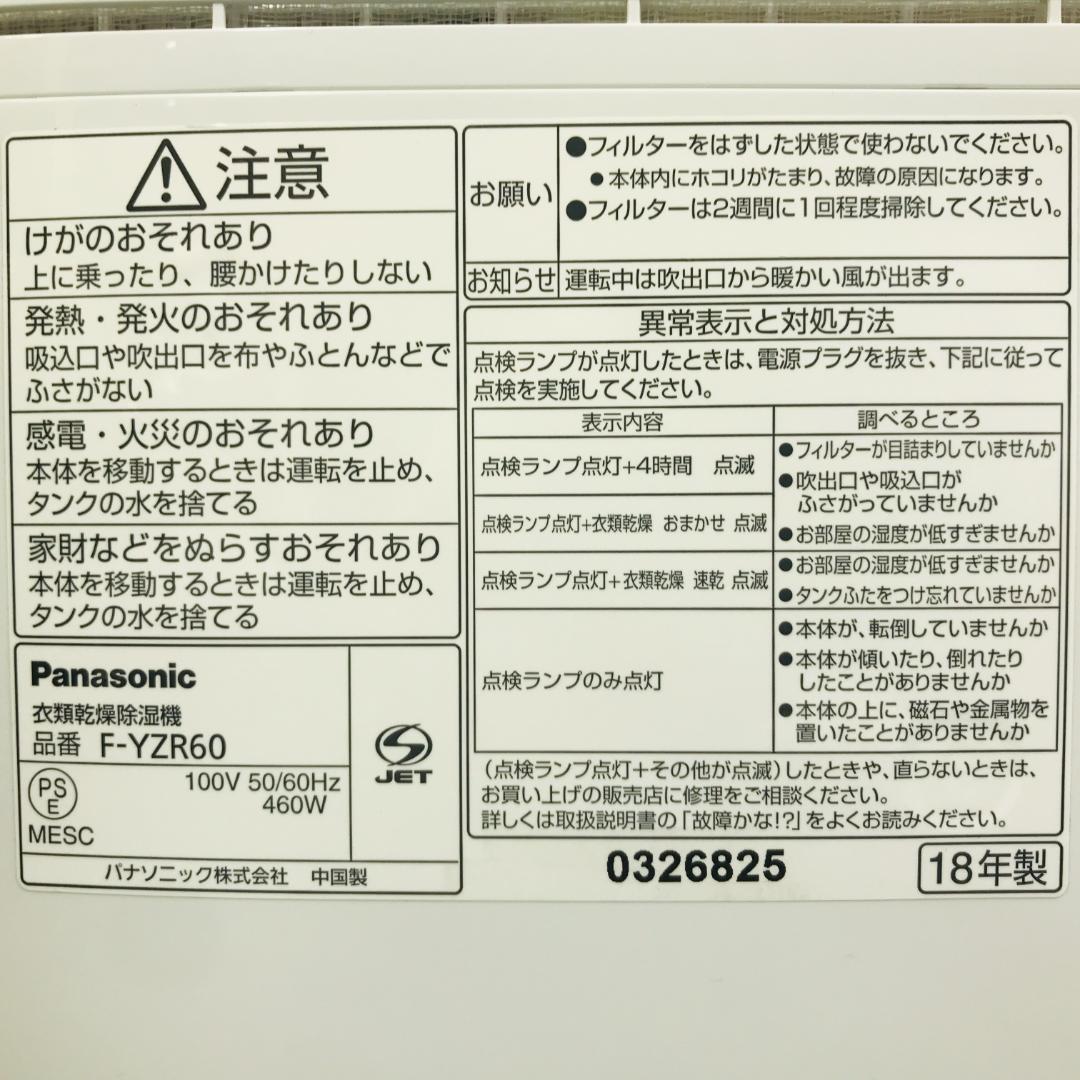 注意
けがのおそれあり
上に乗ったり、腰かけたりしない
発熱・発火のおそれあり
吸込口や吹出口を布やふとんなどで
ふさがない
感電・火災のおそれあり
本体を移動するときは運転を止め、
タンクの水を捨てる
家財などをぬらすおそれあり
本体を移動するときは運転を止め、
タンクの水を捨てる
Panasonic
衣類乾燥除湿機
品番 F-YZR60
PS
E
MESC
100V 50/60Hz
460W
JET
パナソニック株式会社 中国製
お願い
●フィルターをはずした状態で使わないでください。
●本体内にホコリがたまり、故障の原因になります。
●フィルターは2週間に1回程度掃除してください。
お知らせ 運転中は吹出口から暖かい風が出ます。
異常表示と対処方法
点検ランプが点灯したときは、電源プラグを抜き、下記に従って
点検を実施してください。
表示内容 調べるところ
点検ランプ点灯+4時間 点滅
点検ランプ点灯+衣類乾燥 おまかせ 点滅
●フィルターが目詰まりしていませんか
●吹出口や吸込口が
ふさがっていませんか
●お部屋の湿度が低すぎませんか
点検ランプ点灯+衣類乾燥 速乾 点滅
●お部屋の湿度が低すぎませんか
●タンクふたをつけ忘れていませんか
点検ランプのみ点灯
●本体が、転倒していませんか
●本体が傾いたり、倒れたり
したことがありませんか
●本体の上に、磁石や金属物を
置いたことがありませんか
(点検ランプ点灯+その他が点滅)したときや、直らないときは、
お買い上げの販売店に修理をご相談ください。
詳しくは取扱説明書の「故障かな!?」をよくお読みください。
0326825
18年製